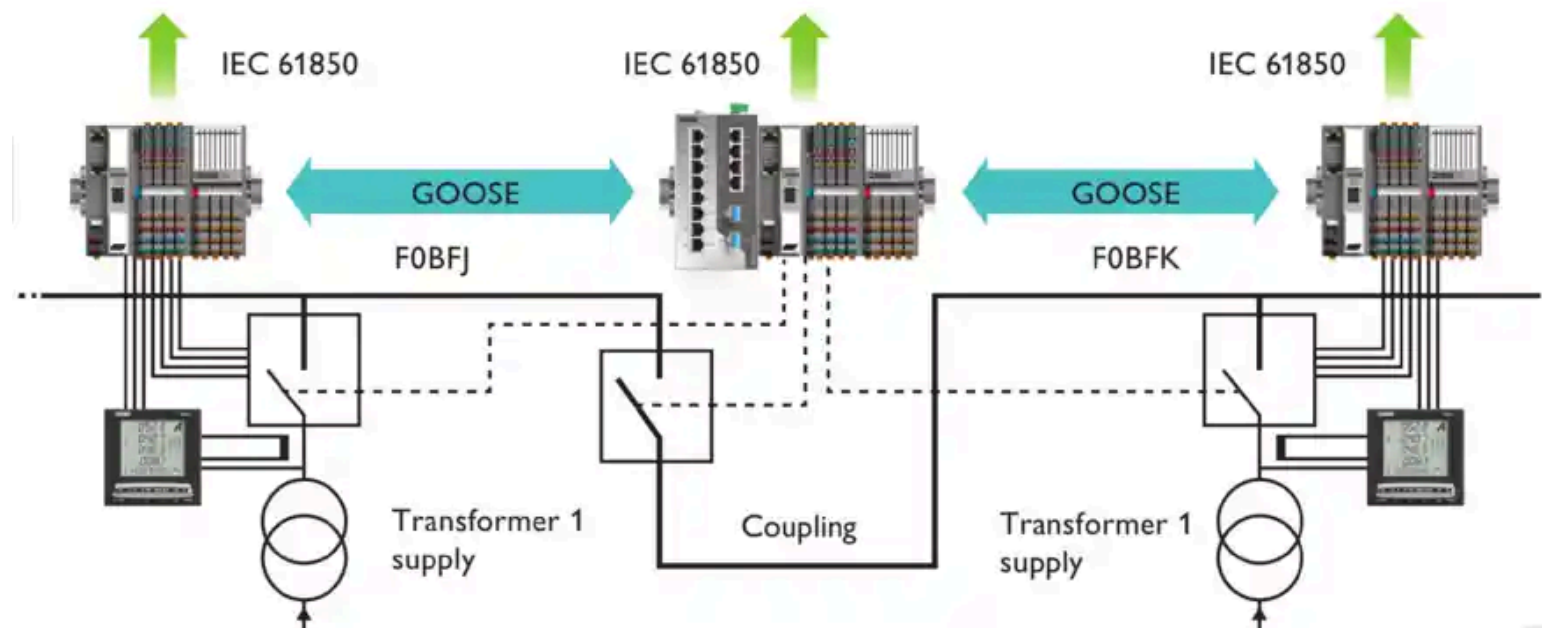 IEC 61850
IEC 61850
IEC 61850
GOOSE
GOOSE
F0BFJ
F0BFK
Transformer 1
supply
Coupling
Transformer 1
supply